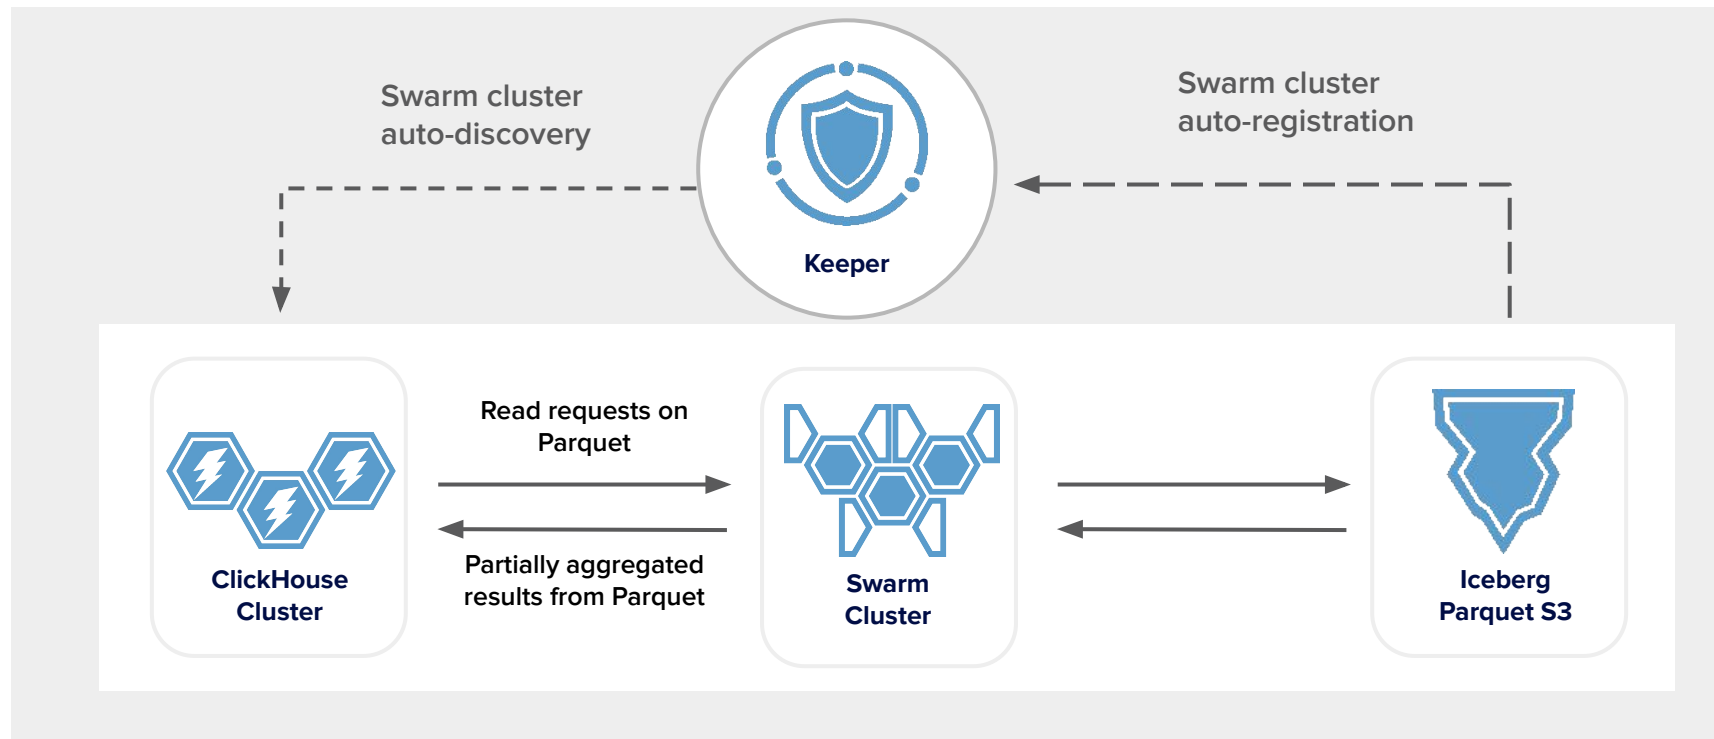 Swarm cluster
auto-discovery
Swarm cluster
auto-registration
Keeper
Read requests on
Parquet
Partially aggregated
results from Parquet
ClickHouse
Cluster
Swarm
Cluster
Iceberg
Parquet S3